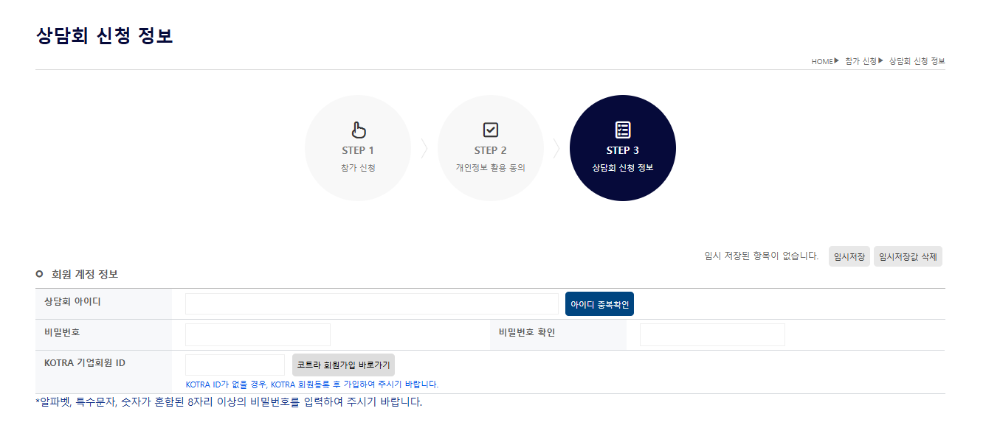 상담회 신청 정보
HOME▶ 참가 신청▶ 상담회 신청 정보
STEP 1
참가 신청
STEP 2
개인정보 활용 동의
STEP 3
상담회 신청 정보
임시 저장된 항목이 없습니다. 임시저장 임시저장값 삭제
회원 계정 정보
상담회 아이디 아이디 중복확인
비밀번호 비밀번호 확인
KOTRA 기업회원 ID 코트라 회원가입 바로가기
KOTRA ID가 없을 경우, KOTRA 회원등록 후 가입하여 주시기 바랍니다.
*알파벳, 특수문자, 숫자가 혼합된 8자리 이상의 비밀번호를 입력하여 주시기 바랍니다.